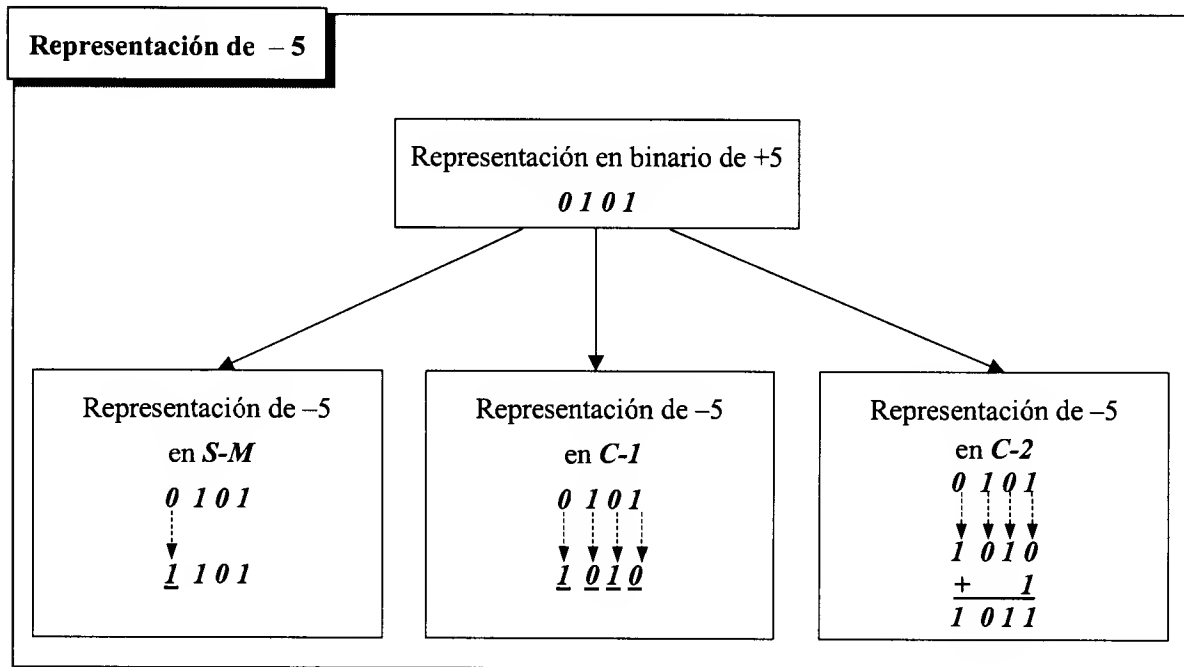 Representación de – 5
Representación en binario de +5
0 1 0 1
Representación de –5
en S-M
0 1 0 1
1 1 0 1
Representación de –5
en C-1
0 1 0 1
1 0 1 0
Representación de –5
en C-2
0 1 0 1
1 0 1 0
+ 1
1 0 1 1